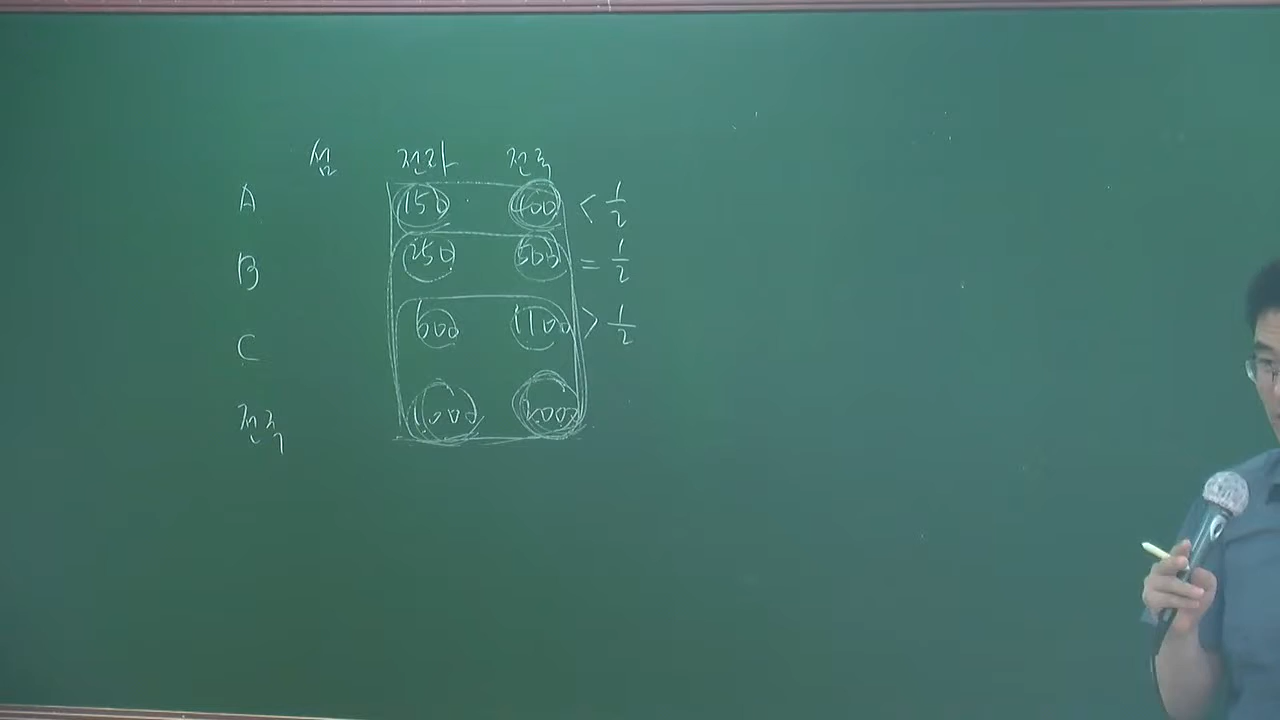 섬 전라 전국
A 150 400 < 1/2
B 250 500 = 1/2
C 600 1100 > 1/2
전국 1000 2000